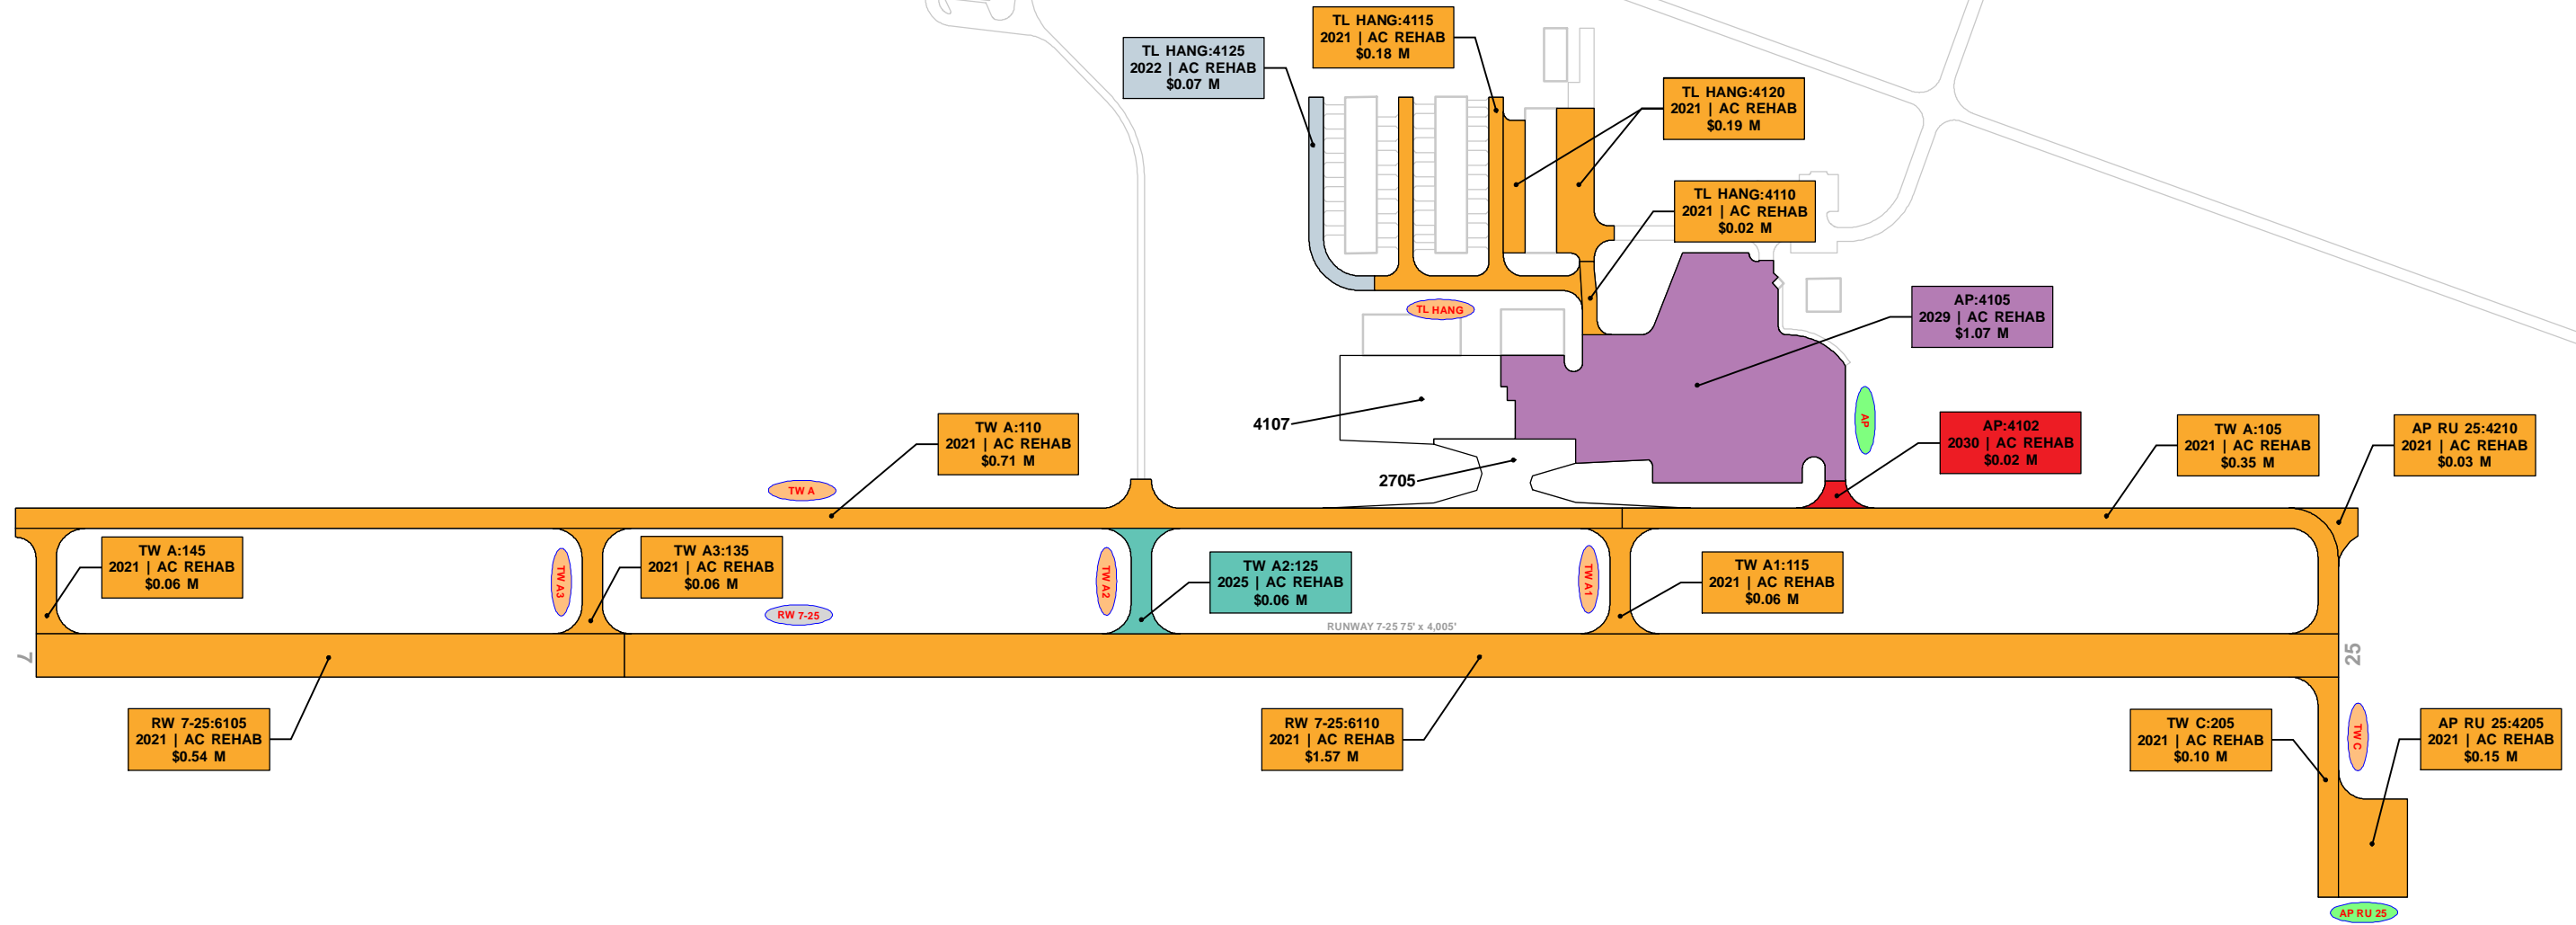 TL HANG:4115
2021 | AC REHAB
$0.18 M
TL HANG:4125
2022 | AC REHAB
$0.07 M
TL HANG:4120
2021 | AC REHAB
$0.19 M
TL HANG:4110
2021 | AC REHAB
$0.02 M
TL HANG
AP:4105
2029 | AC REHAB
$1.07 M
4107
2705
AP
AP:4102
2030 | AC REHAB
$0.02 M
TW A:110
2021 | AC REHAB
$0.71 M
TW A:105
2021 | AC REHAB
$0.35 M
AP RU 25:4210
2021 | AC REHAB
$0.03 M
TW A
TW A:145
2021 | AC REHAB
$0.06 M
TW A3
TW A3:135
2021 | AC REHAB
$0.06 M
RW 7-25
TW A2
TW A2:125
2025 | AC REHAB
$0.06 M
TW A1
TW A1:115
2021 | AC REHAB
$0.06 M
RUNWAY 7-25 75' x 4,005'
7
25
RW 7-25:6105
2021 | AC REHAB
$0.54 M
RW 7-25:6110
2021 | AC REHAB
$1.57 M
TW C:205
2021 | AC REHAB
$0.10 M
TW C
AP RU 25:4205
2021 | AC REHAB
$0.15 M
AP RU 25